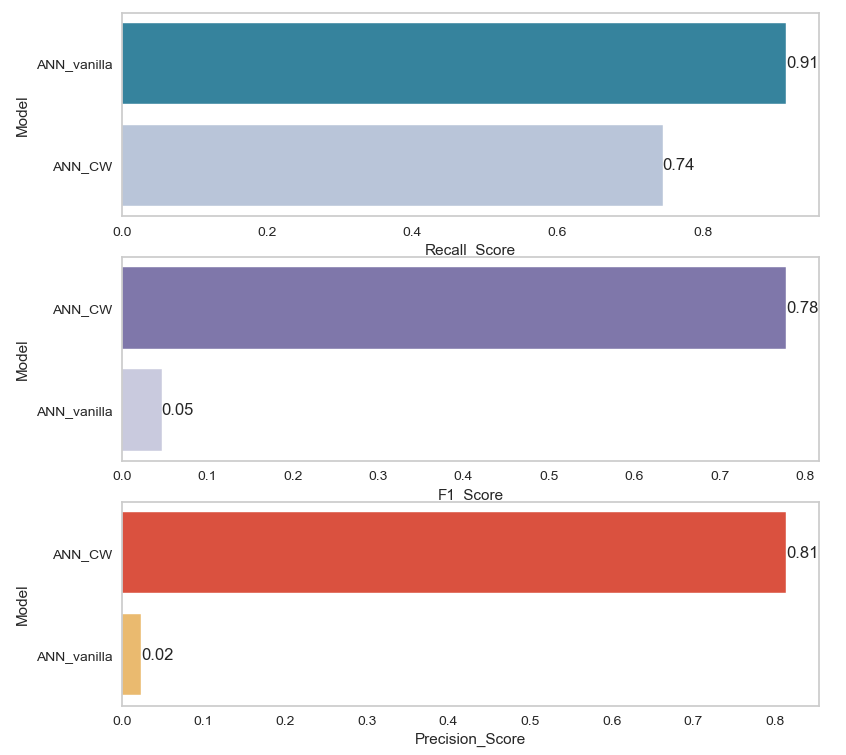 Model
ANN_vanilla
0.91
ANN_CW
0.74
0.0 0.2 0.4 0.6 0.8
Recall_Score
Model
ANN_CW
0.78
ANN_vanilla
0.05
0.0 0.1 0.2 0.3 0.4 0.5 0.6 0.7 0.8
F1_Score
Model
ANN_CW
0.81
ANN_vanilla
0.02
0.0 0.1 0.2 0.3 0.4 0.5 0.6 0.7 0.8
Precision_Score